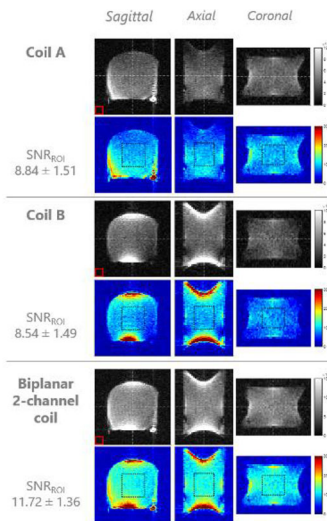 Sagittal Axial Coronal
Coil A
SNRROI
8.84 ± 1.51
Coil B
SNRROI
8.54 ± 1.49
Biplanar
2-channel
coil
SNRROI
11.72 ± 1.36